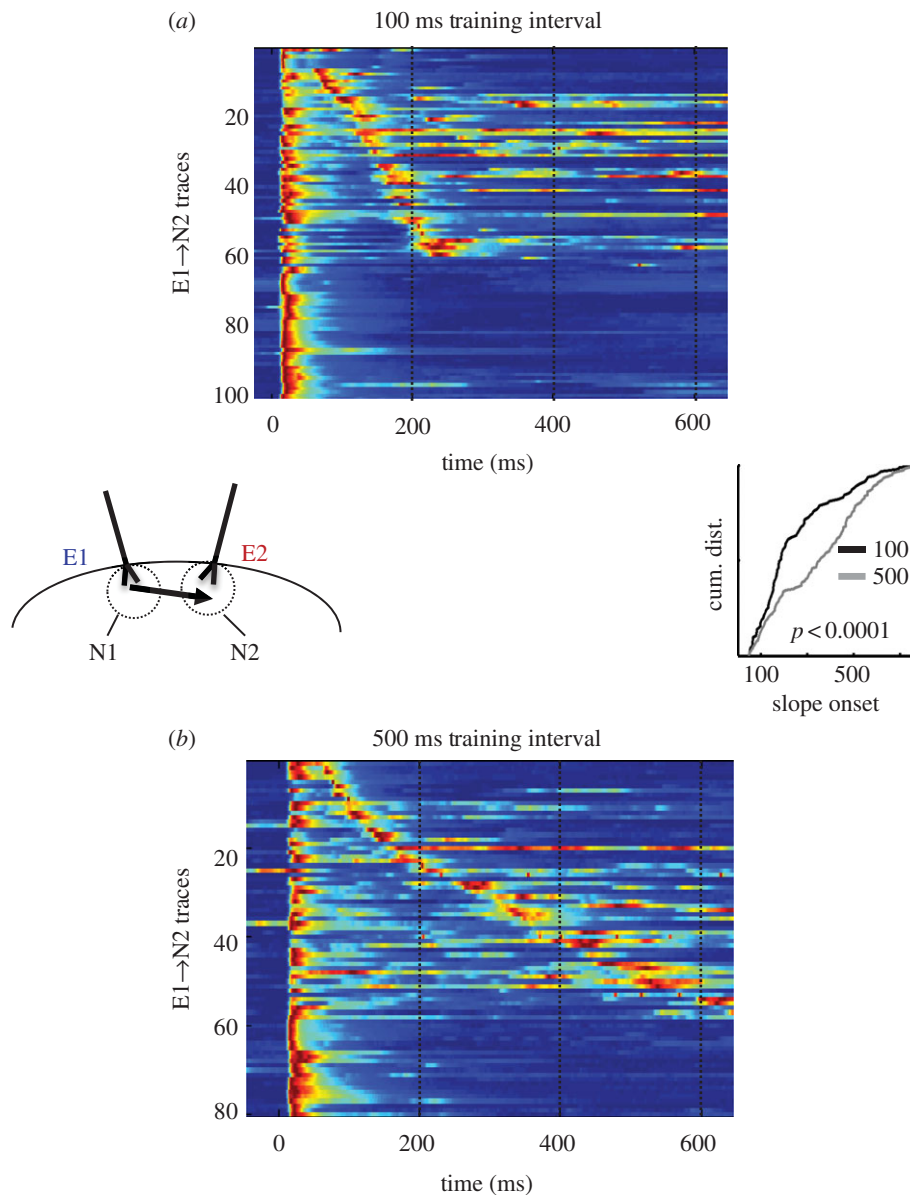 (a) 100 ms training interval
E1→N2 traces
20
40
60
80
100
0 200 400 600
time (ms)
E1 E2
N1 N2
cum. dist.
100
500
p < 0.0001
100 500
slope onset
(b) 500 ms training interval
E1→N2 traces
20
40
60
80
0 200 400 600
time (ms)